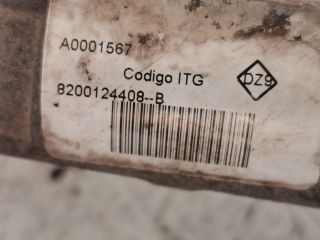 A0001567
Codigo ITG
DZ9
8200124408--B